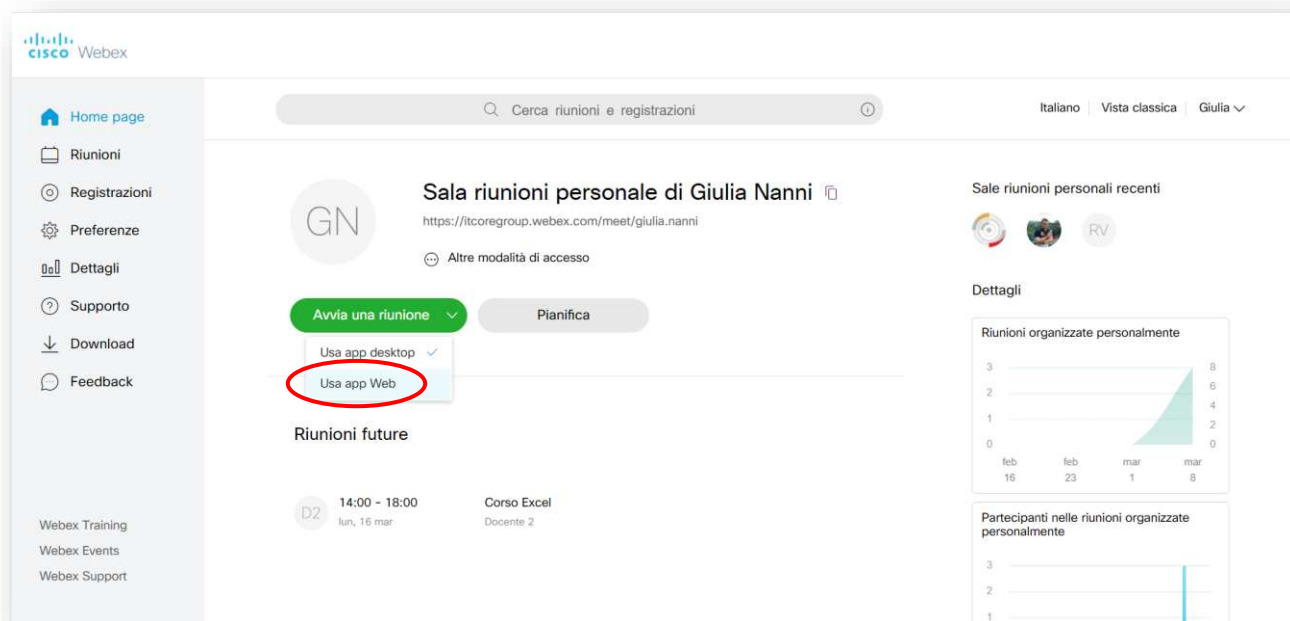 CISCO Webex
Home page
Riunioni
Registrazioni
Preferenze
Dettagli
Supporto
Download
Feedback
Webex Training
Webex Events
Webex Support
Cerca riunioni e registrazioni
Italiano Vista classica Giulia
GN
Sala riunioni personale di Giulia Nanni
https://itcoregroup.webex.com/meet/giulia.nanni
Altre modalità di accesso
Avvia una riunione
Pianifica
Usa app desktop
Usa app Web
Riunioni future
D2
14:00 - 18:00 Corso Excel
lun, 16 mar Docente 2
Sale riunioni personali recenti
RV
Dettagli
Riunioni organizzate personalmente
3 8
6
2
4
1
2
0 0
feb feb mar mar
16 23 1 8
Partecipanti nelle riunioni organizzate
personalmente
3
2
1